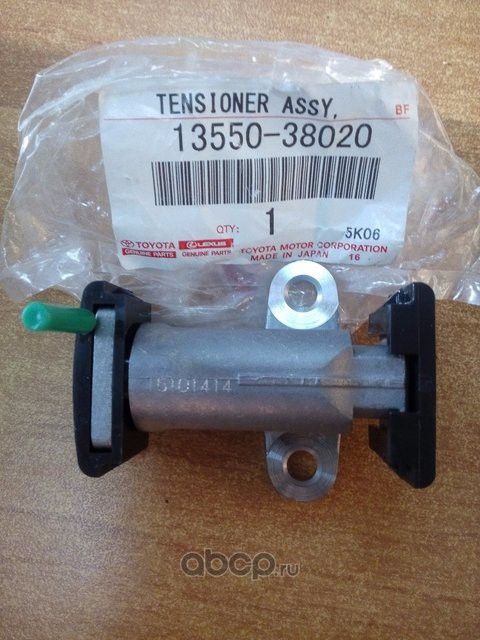 TENSIONER ASSY,
BF
13550-38020
QTY: 1 5K06
TOYOTA LEXUS TOYOTA MOTOR CORPORATION
GENUINE PARTS GENUINE PARTS MADE IN JAPAN 16
15101414
abcp.ru